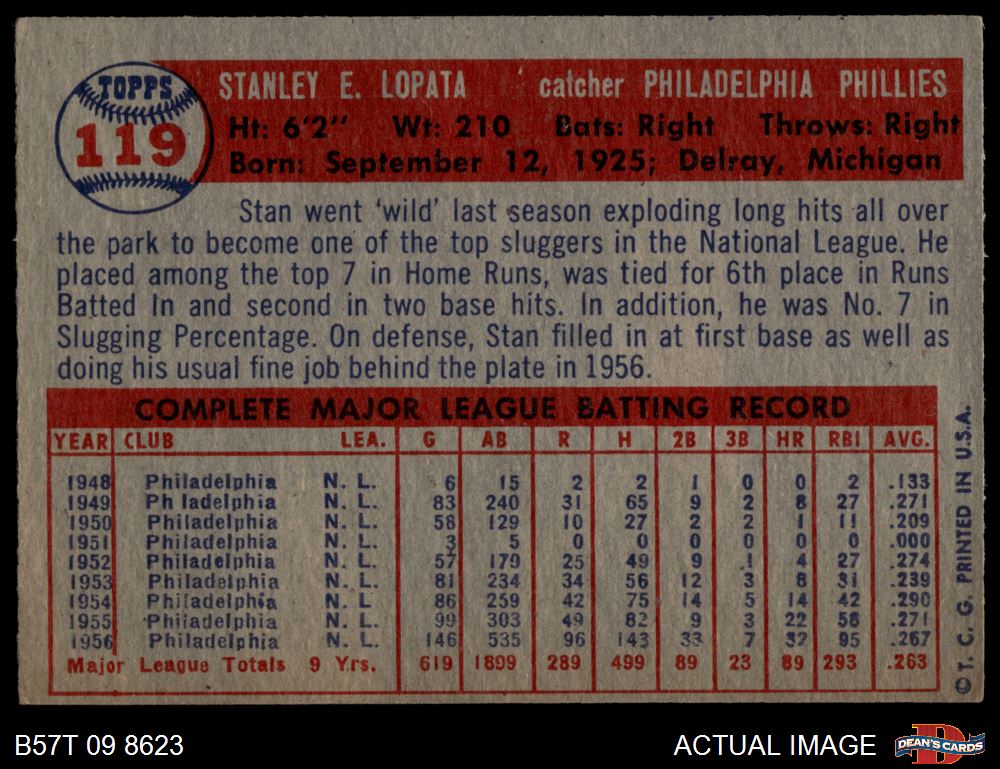 TOPPS
119
STANLEY E. LOPATA catcher PHILADELPHIA PHILLIES
Ht: 6'2" Wt: 210 Bats: Right Throws: Right
Born: September 12, 1925; Delray, Michigan
Stan went 'wild' last season exploding long hits all over
the park to become one of the top sluggers in the National League. He
placed among the top 7 in Home Runs, was tied for 6th place in Runs
Batted In and second in two base hits. In addition, he was No. 7 in
Slugging Percentage. On defense, Stan filled in at first base as well as
doing his usual fine job behind the plate in 1956.
COMPLETE MAJOR LEAGUE BATTING RECORD
YEAR CLUB LEA. G AB R H 2B 3B HR RBI AVG.
1948 Philadelphia N. L. 6 15 2 2 1 0 0 2 .133
1949 Ph ladelphia N. L. 83 240 31 65 9 2 8 27 .271
1950 Philadelphia N. L. 58 129 10 27 2 2 1 11 .209
1951 Philadelphia N. L. 3 5 0 0 0 0 0 0 .000
1952 Philadelphia N. L. 57 179 25 49 9 .1 4 27 .274
1953 Philadelphia N. L. 81 234 34 56 12 3 8 31 .239
1954 Philadelphia N. L 86 259 42 75 14 5 14 42 .290
1955 Philadelphia N. L. 99 303 49 82 9 3 22 58 .271
1956 Philadelphia N. L. 146 535 96 143 33 7 32 95 .267
Major League Totals 9 Yrs. 619 1899 289 499 89 23 89 293 .263
© T. C. G. PRINTED IN U.S.A.
B57T 09 8623
ACTUAL IMAGE
D
DEAN'S CARDS